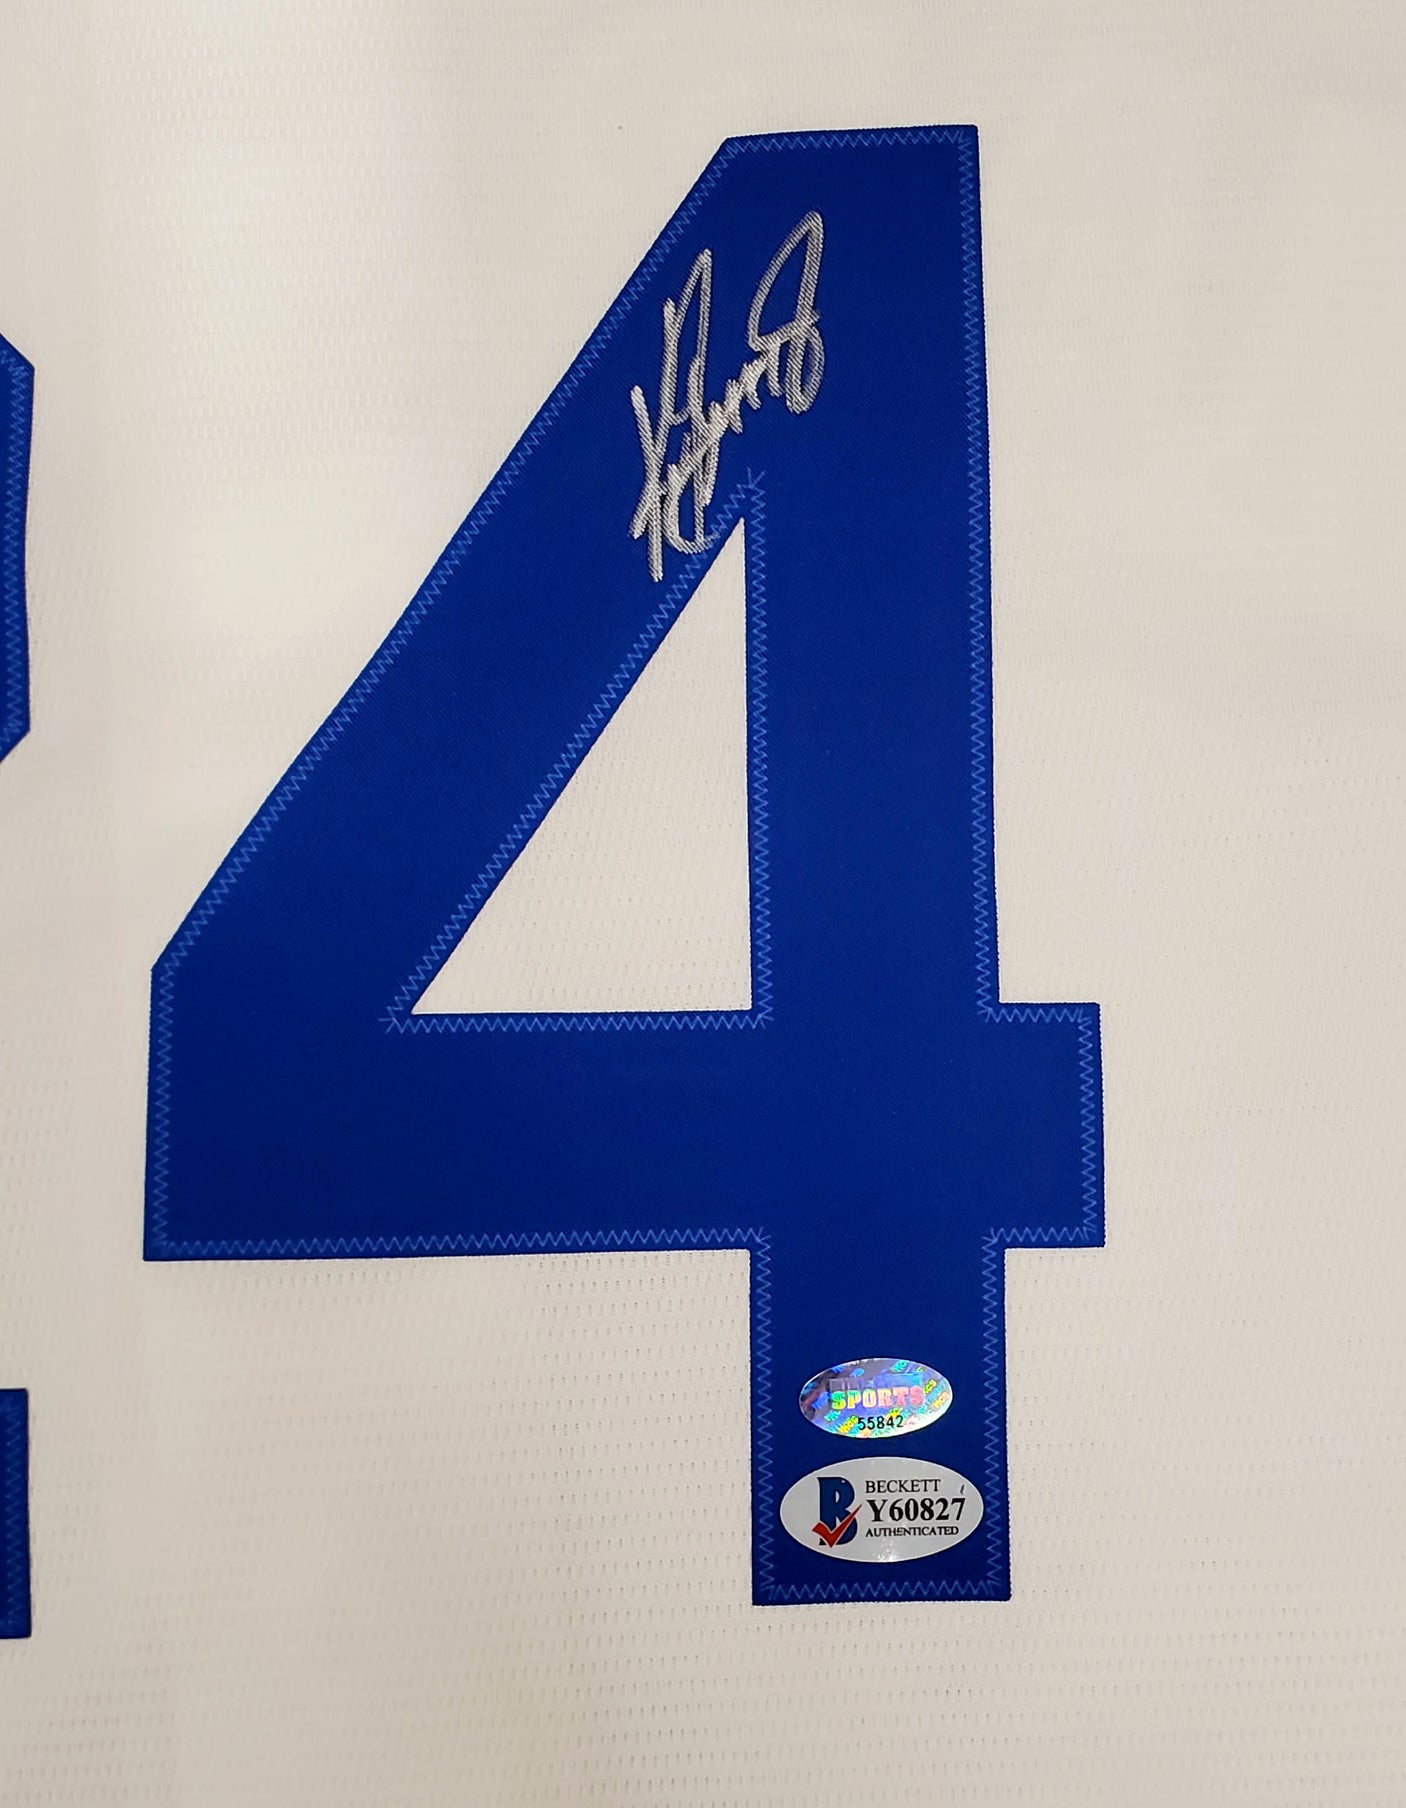 4
SPORTS
55842
BECKETT
Y60827
AUTHENTICATED